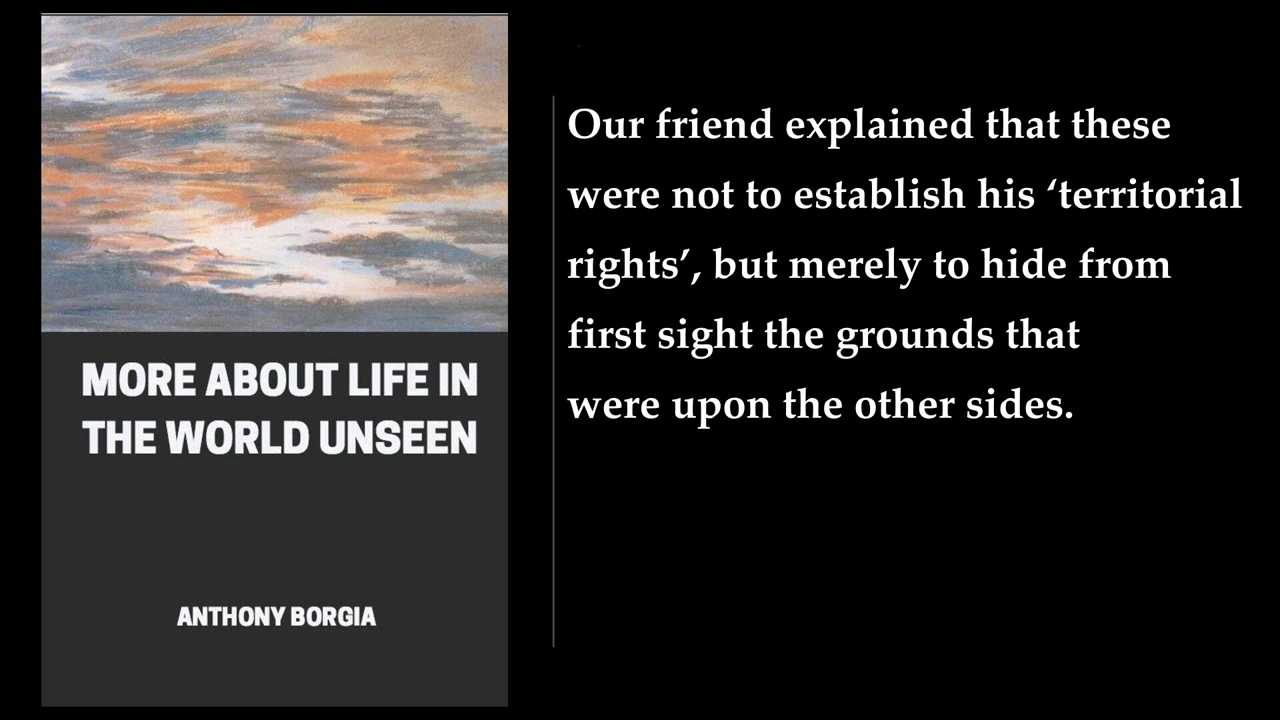 MORE ABOUT LIFE IN
THE WORLD UNSEEN
ANTHONY BORGIA
Our friend explained that these
were not to establish his ‘territorial
rights’, but merely to hide from
first sight the grounds that
were upon the other sides.